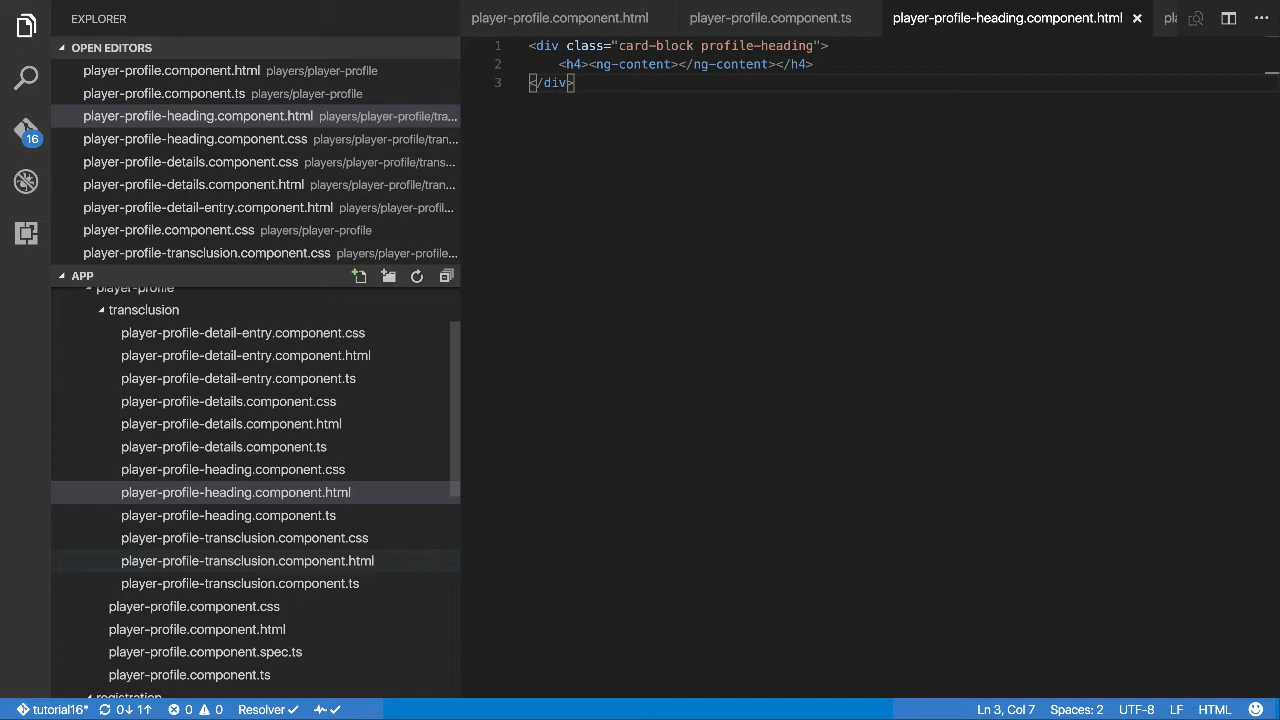 EXPLORER
OPEN EDITORS
player-profile.component.html players/player-profile
player-profile.component.ts players/player-profile
player-profile-heading.component.html players/player-profile/tra...
player-profile-heading.component.css players/player-profile/tra...
player-profile-details.component.css players/player-profile/trans...
player-profile-details.component.html players/player-profile/tran...
player-profile-detail-entry.component.html players/player-profil...
player-profile.component.css players/player-profile
player-profile-transclusion.component.css players/player-profile...
APP
player-profile
transclusion
player-profile-detail-entry.component.css
player-profile-detail-entry.component.html
player-profile-detail-entry.component.ts
player-profile-details.component.css
player-profile-details.component.html
player-profile-details.component.ts
player-profile-heading.component.css
player-profile-heading.component.html
player-profile-heading.component.ts
player-profile-transclusion.component.css
player-profile-transclusion.component.html
player-profile-transclusion.component.ts
player-profile.component.css
player-profile.component.html
player-profile.component.spec.ts
player-profile.component.ts
registration
16
player-profile.component.html player-profile.component.ts player-profile-heading.component.html × pla
1 <div class="card-block profile-heading">
2 <h4><ng-content></ng-content></h4>
3 </div>
tutorial16* 0↓ 1↑ 0 0 Resolver Ln 3, Col 7 Spaces: 2 UTF-8 LF HTML